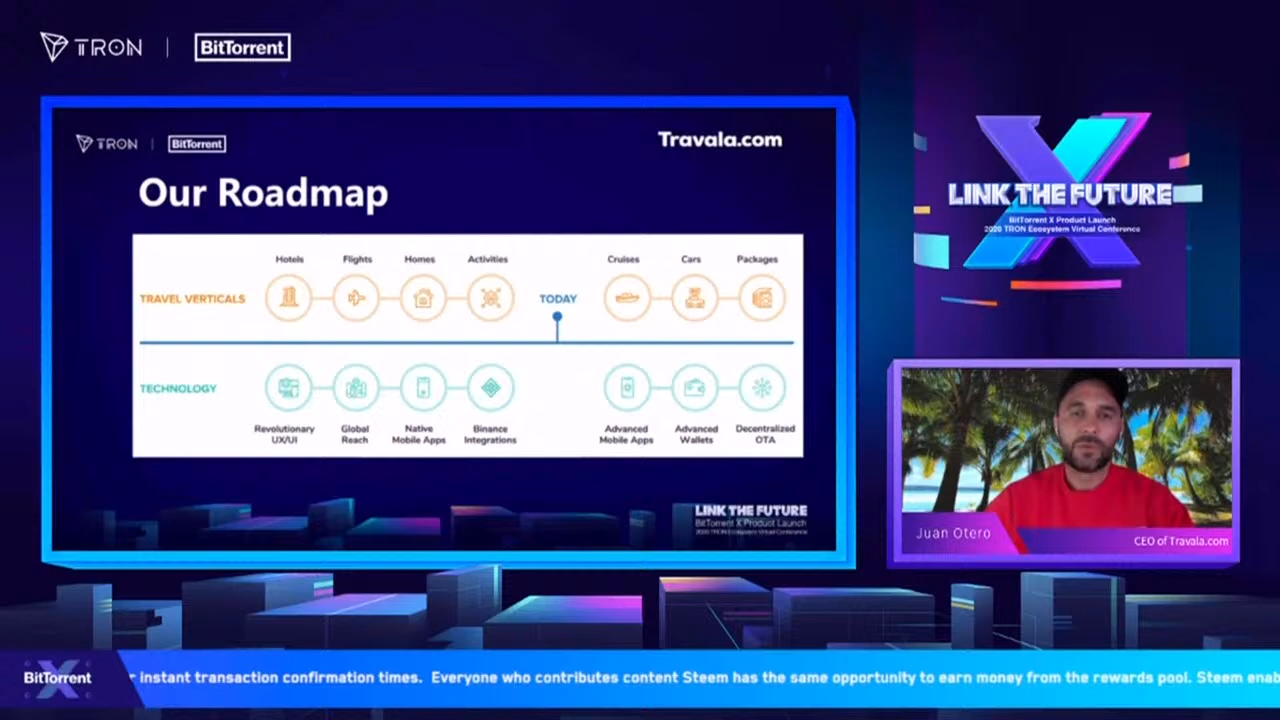 TRON | BitTorrent
TRON | BitTorrent
Travala.com
Our Roadmap
Hotels Flights Homes Activities Cruises Cars Packages
TRAVEL VERTICALS
TODAY
TECHNOLOGY
Revolutionary UX/UI
Global Reach
Native Mobile Apps
Binance Integrations
Advanced Mobile Apps
Advanced Wallets
Decentralized OTA
LINK THE FUTURE
BitTorrent X Product Launch
2020 TRON Ecosystem Virtual Conference
LINK THE FUTURE
BitTorrent X Product Launch
2020 TRON Ecosystem Virtual Conference
Juan Otero
CEO of Travala.com
BitTorrent X
r instant transaction confirmation times. Everyone who contributes content Steem has the same opportunity to earn money from the rewards pool. Steem enab